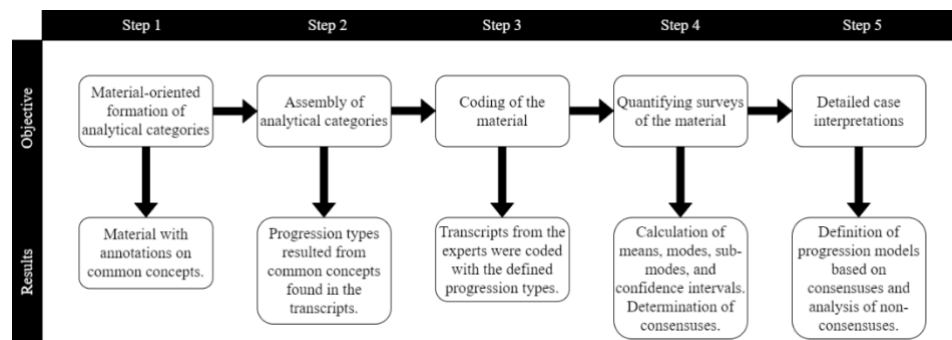 Step 1
Step 2
Step 3
Step 4
Step 5
Objective
Material-oriented
formation of
analytical categories
Assembly of
analytical categories
Coding of the
material
Quantifying surveys
of the material
Detailed case
interpretations
Results
Material with
annotations on
common concepts.
Progression types
resulted from
common concepts
found in the
transcripts.
Transcripts from the
experts were coded
with the defined
progression types.
Calculation of
means, modes, sub-
modes, and
confidence intervals.
Determination of
consensuses.
Definition of
progression models
based on
consensuses and
analysis of non-
consensuses.